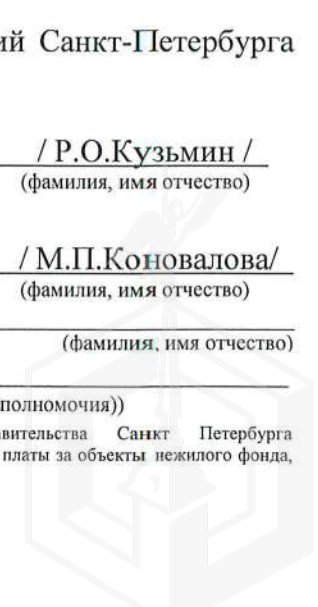 ий Санкт-Петербурга
/ Р.О.Кузьмин /
(фамилия, имя отчество)
/ М.П.Коновалова/
(фамилия, имя отчество)
(фамилия, имя отчество)
полномочия))
вительства Санкт Петербурга
платы за объекты нежилого фонда,